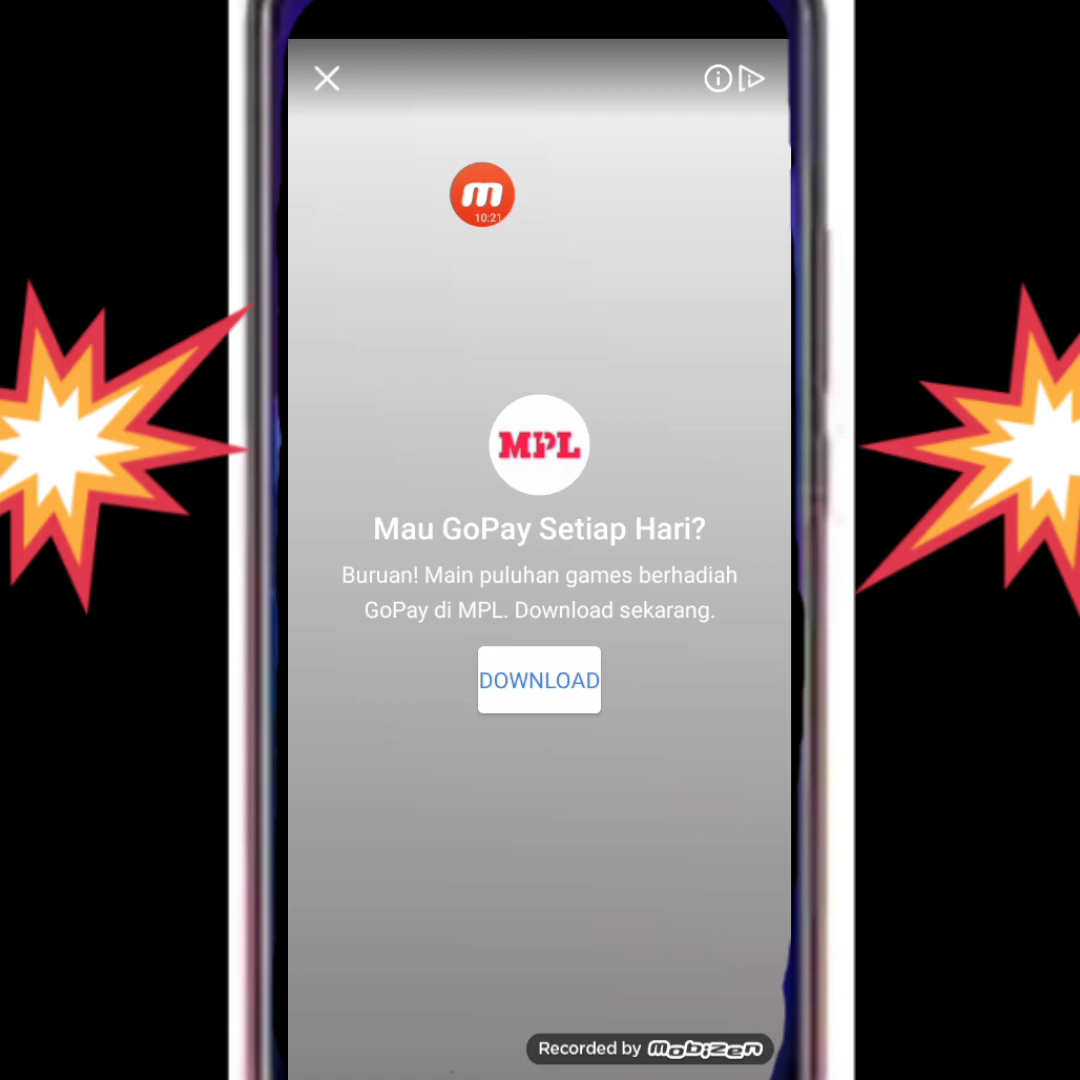 m
10:21
MPL
Mau GoPay Setiap Hari?
Buruan! Main puluhan games berhadiah
GoPay di MPL. Download sekarang.
DOWNLOAD
Recorded by mobizen